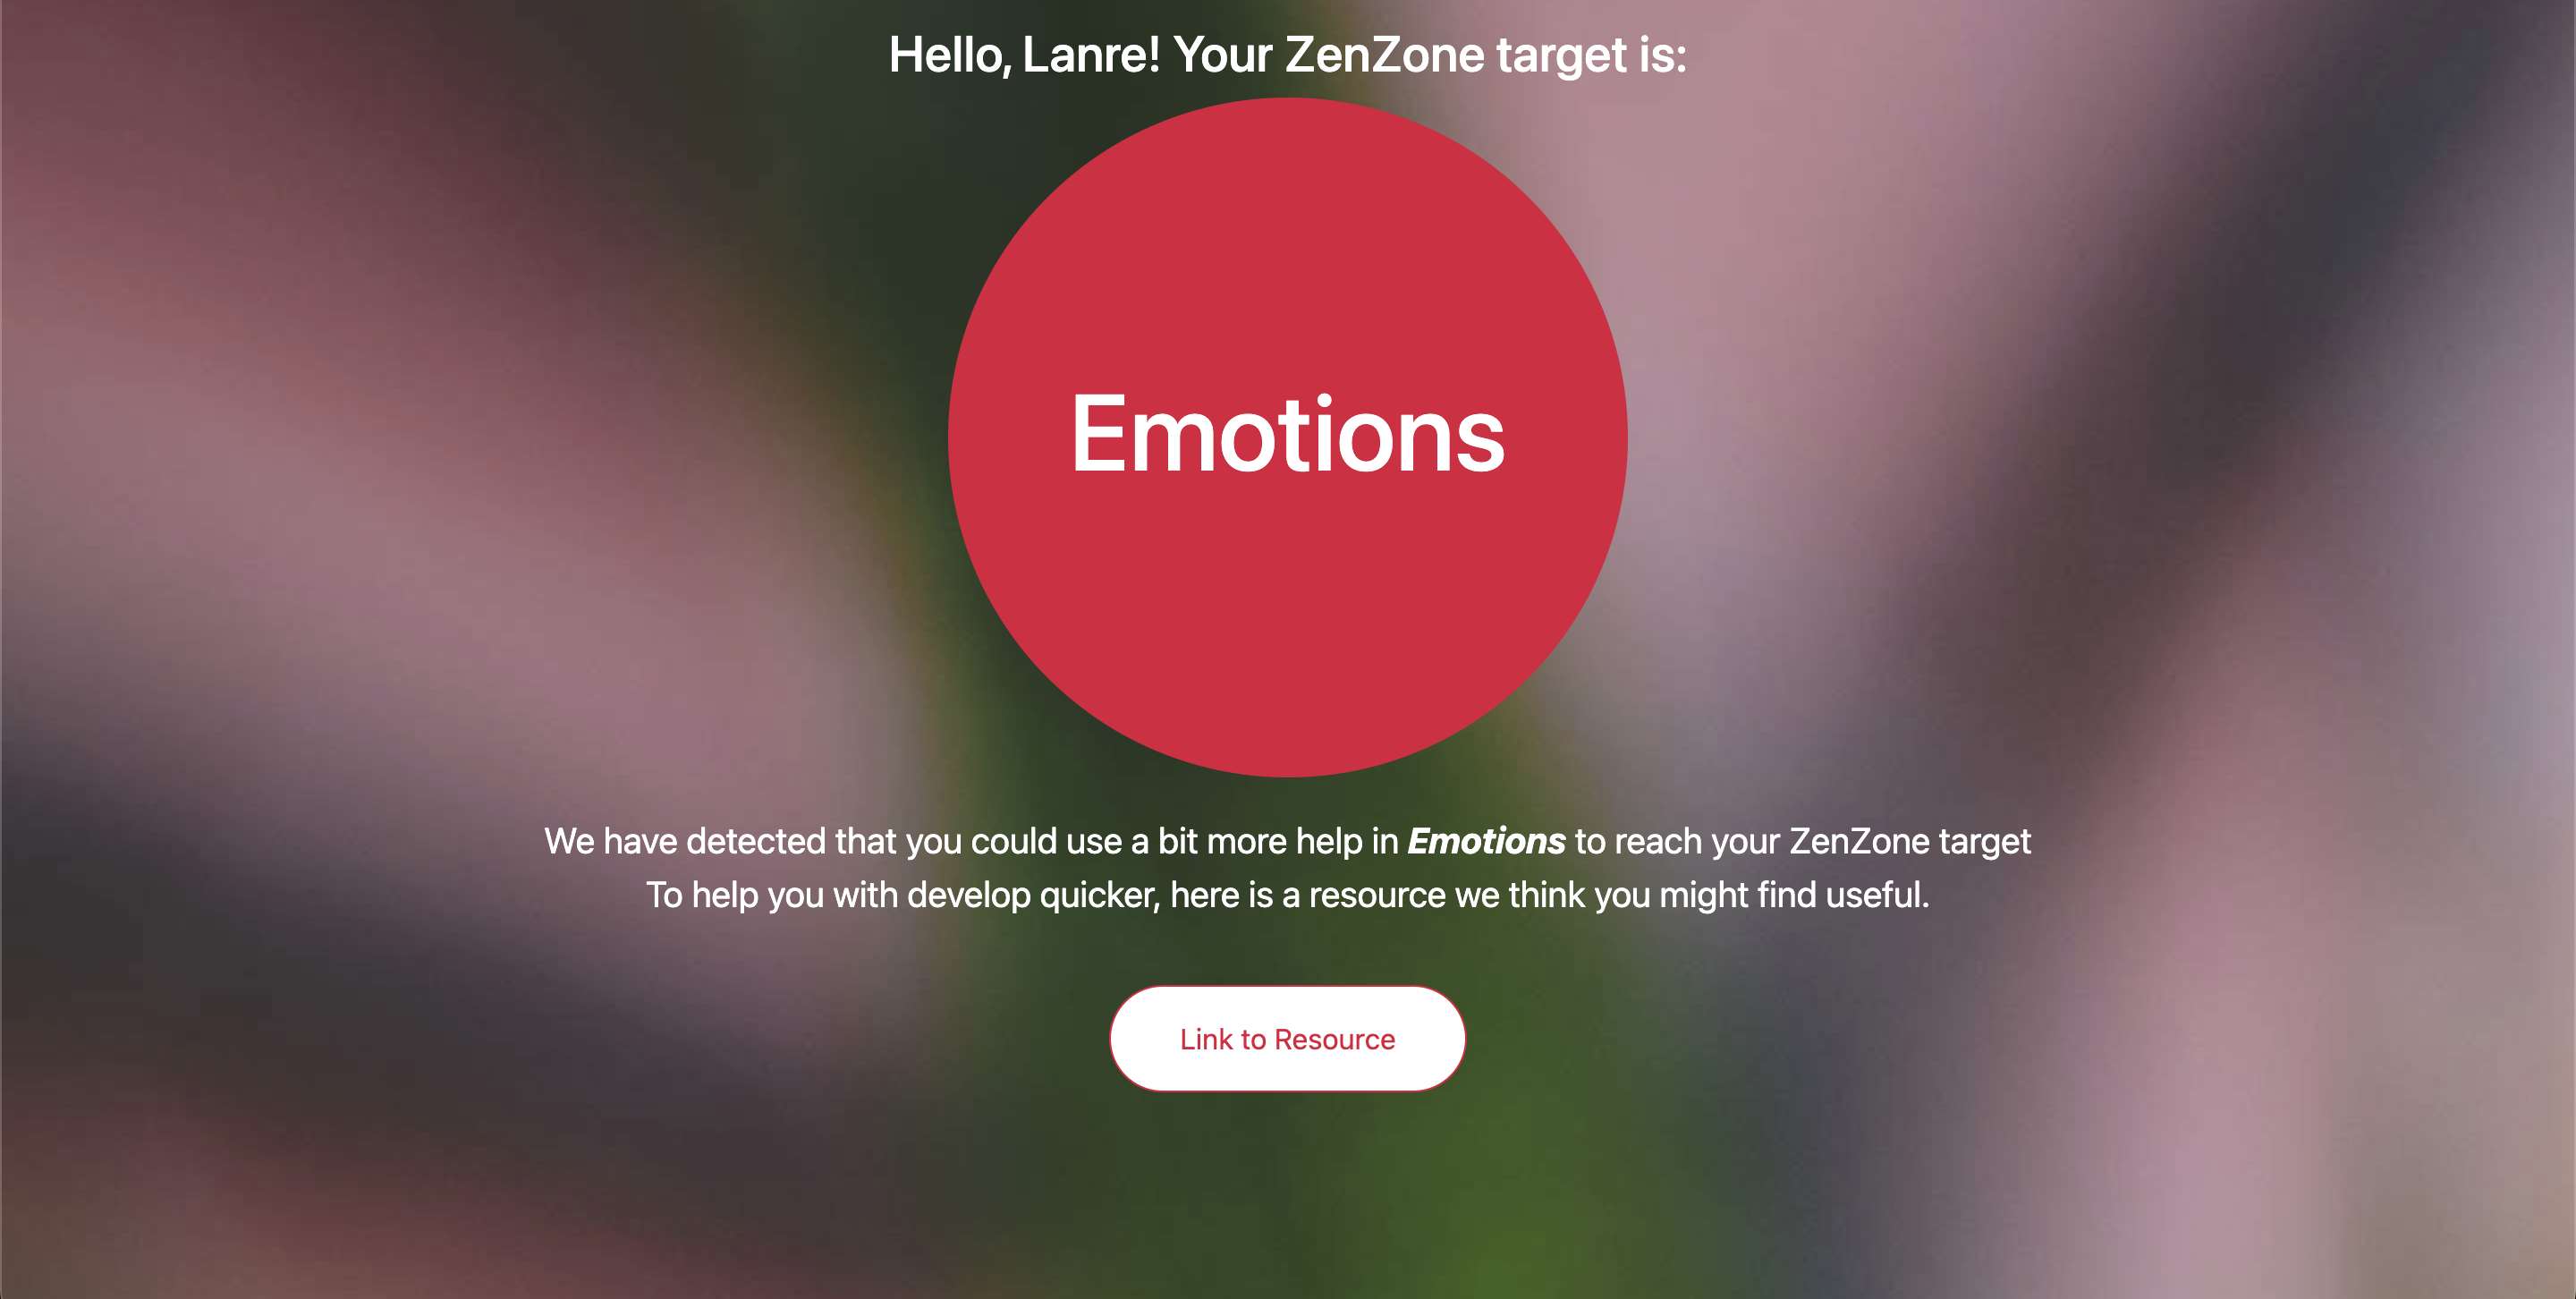 Hello, Lanre! Your ZenZone target is:
Emotions
We have detected that you could use a bit more help in Emotions to reach your ZenZone target
To help you with develop quicker, here is a resource we think you might find useful.
Link to Resource